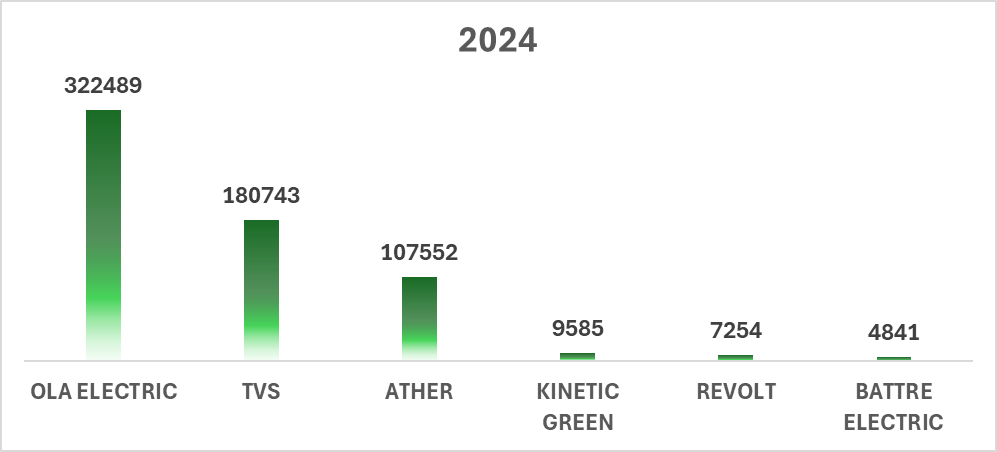 2024
322489
180743
107552
9585
7254
4841
OLA ELECTRIC
TVS
ATHER
KINETIC
GREEN
REVOLT
BATTRE
ELECTRIC